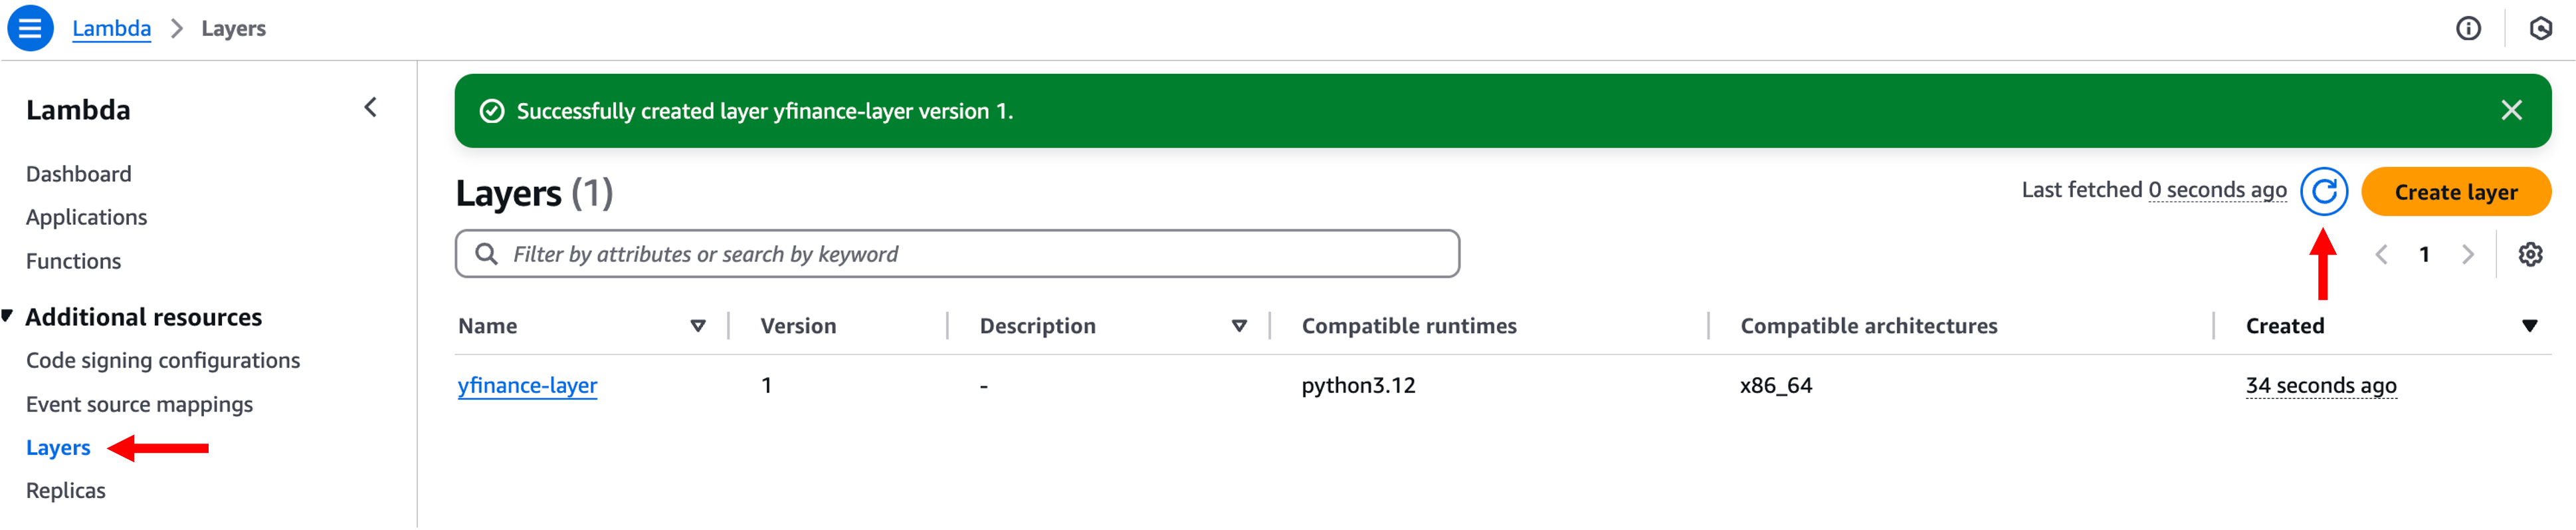 Lambda > Layers
Lambda
Dashboard
Applications
Functions
Additional resources
Code signing configurations
Event source mappings
Layers
Replicas
Successfully created layer yfinance-layer version 1.
Layers (1)
Last fetched 0 seconds ago
Create layer
Filter by attributes or search by keyword
1
Name Version Description Compatible runtimes Compatible architectures Created
yfinance-layer 1 - python3.12 x86_64 34 seconds ago